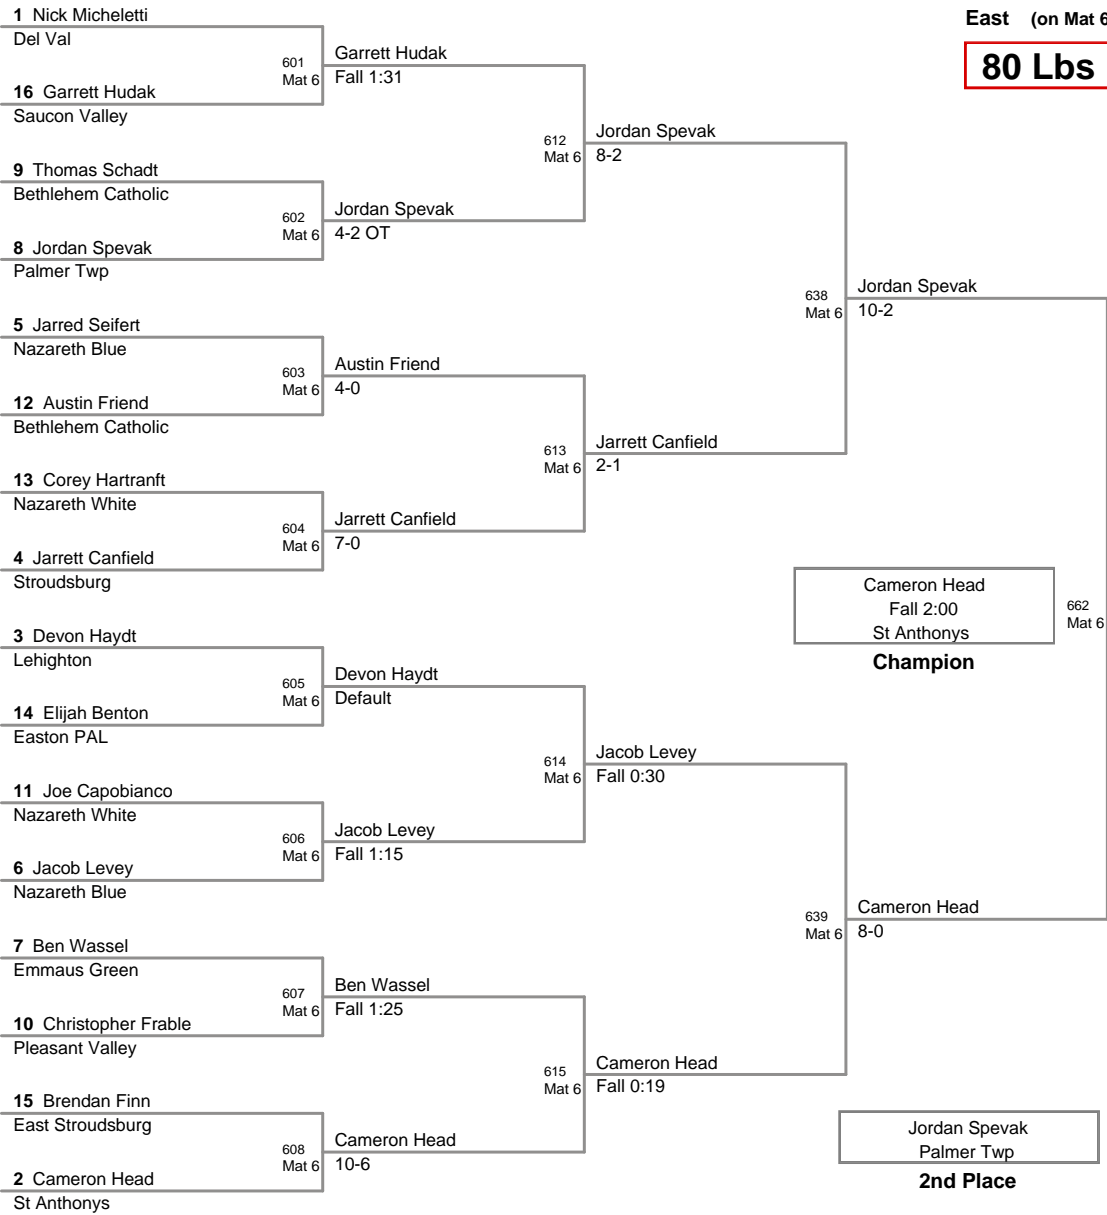 1 Nick Micheletti
Del Val
601
Mat 6
16 Garrett Hudak
Saucon Valley
9 Thomas Schadt
Bethlehem Catholic
602
Mat 6
8 Jordan Spevak
Palmer Twp
5 Jarred Seifert
Nazareth Blue
603
Mat 6
12 Austin Friend
Bethlehem Catholic
13 Corey Hartranft
Nazareth White
604
Mat 6
4 Jarrett Canfield
Stroudsburg
3 Devon Haydt
Lehighton
605
Mat 6
14 Elijah Benton
Easton PAL
11 Joe Capobianco
Nazareth White
606
Mat 6
6 Jacob Levey
Nazareth Blue
7 Ben Wassel
Emmaus Green
607
Mat 6
10 Christopher Frable
Pleasant Valley
15 Brendan Finn
East Stroudsburg
608
Mat 6
2 Cameron Head
St Anthonys
Garrett Hudak
Fall 1:31
612
Mat 6
Jordan Spevak
4-2 OT
Austin Friend
4-0
613
Mat 6
Jarrett Canfield
7-0
Devon Haydt
Default
614
Mat 6
Jacob Levey
Fall 1:15
Ben Wassel
Fall 1:25
615
Mat 6
Cameron Head
10-6
Jordan Spevak
8-2
638
Mat 6
Jarrett Canfield
2-1
Jacob Levey
Fall 0:30
639
Mat 6
Cameron Head
Fall 0:19
East (on Mat 6
80 Lbs
Jordan Spevak
10-2
Cameron Head
Fall 2:00
St Anthonys
Champion
662
Mat 6
Cameron Head
8-0
Jordan Spevak
Palmer Twp
2nd Place